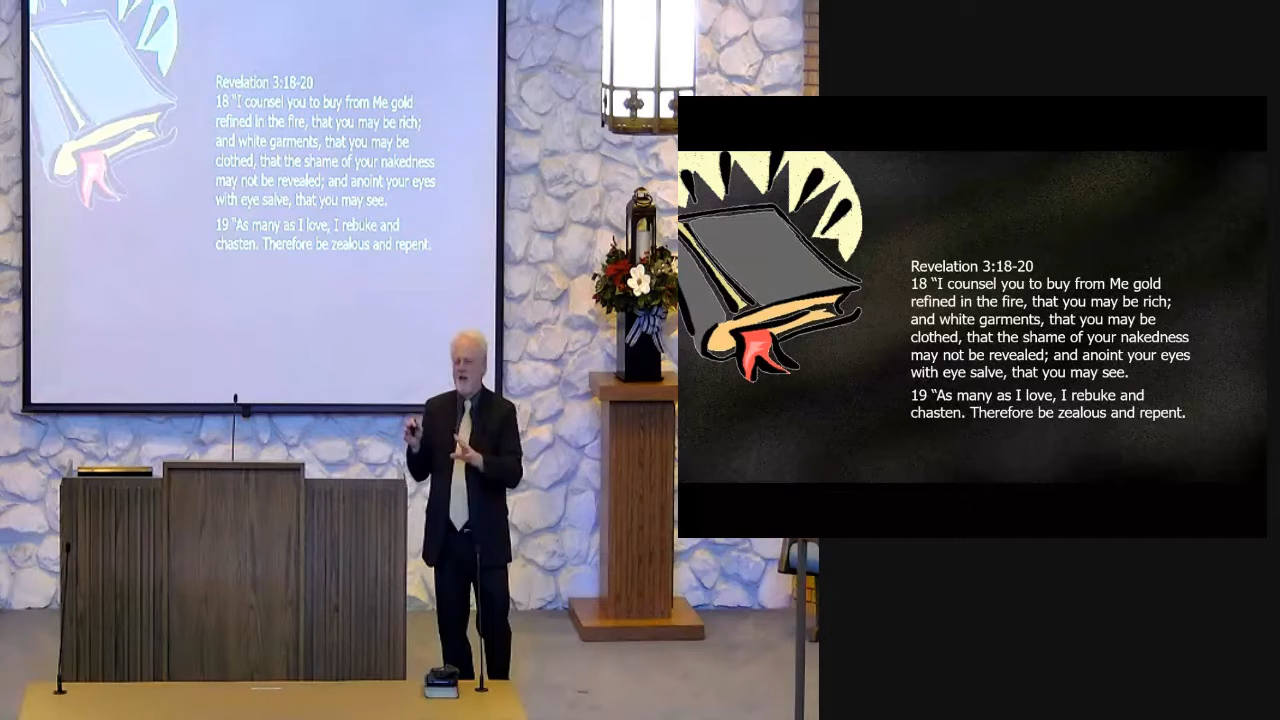 Revelation 3:18-20
18 “I counsel you to buy from Me gold
refined in the fire, that you may be rich;
and white garments, that you may be
clothed, that the shame of your nakedness
may not be revealed; and anoint your eyes
with eye salve, that you may see.
19 “As many as I love, I rebuke and
chasten. Therefore be zealous and repent.
Revelation 3:18-20
18 “I counsel you to buy from Me gold
refined in the fire, that you may be rich;
and white garments, that you may be
clothed, that the shame of your nakedness
may not be revealed; and anoint your eyes
with eye salve, that you may see.
19 “As many as I love, I rebuke and
chasten. Therefore be zealous and repent.